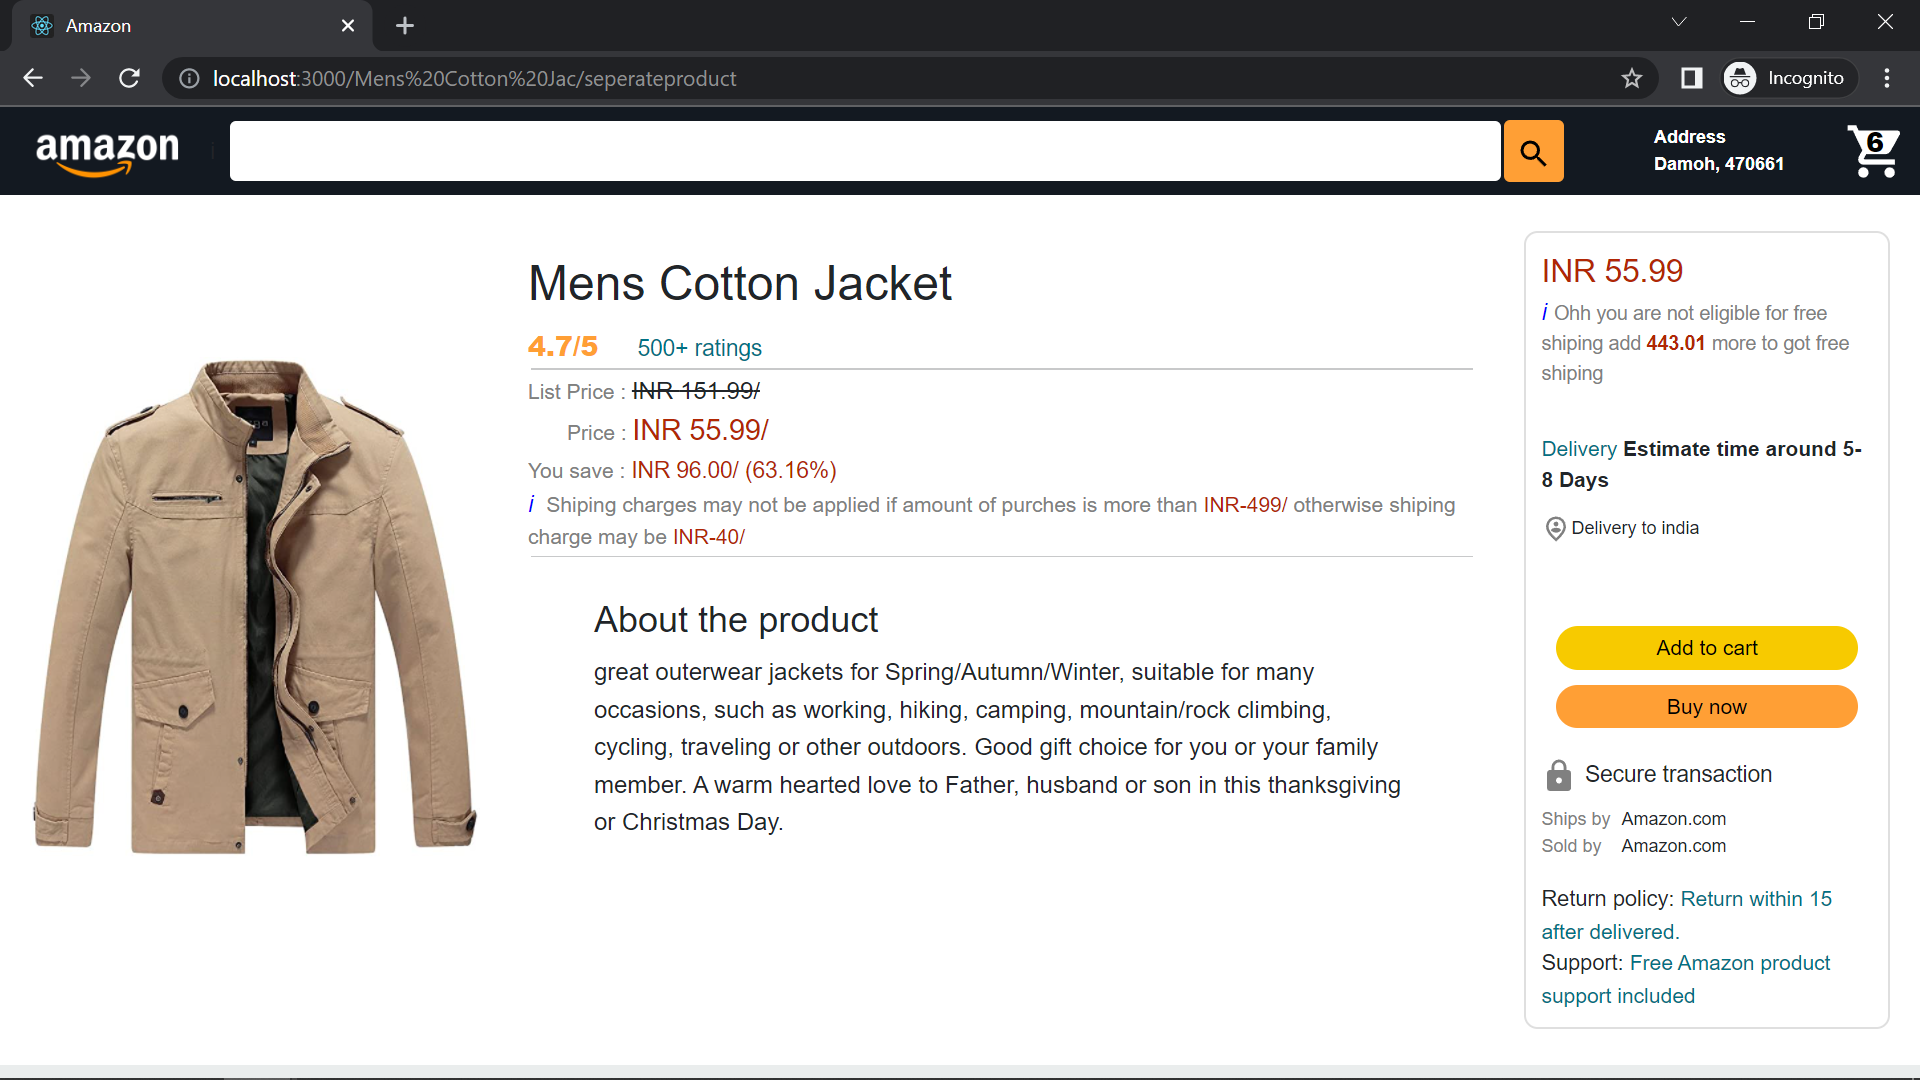 Amazon
localhost:3000/Mens%20Cotton%20Jac/seperateproduct
Incognito
amazon
Address
Damoh, 470661
6
Mens Cotton Jacket
4.7/5 500+ ratings
List Price : INR 151.99/
Price : INR 55.99/
You save : INR 96.00/ (63.16%)
i Shiping charges may not be applied if amount of purches is more than INR-499/ otherwise shiping
charge may be INR-40/
About the product
great outerwear jackets for Spring/Autumn/Winter, suitable for many
occasions, such as working, hiking, camping, mountain/rock climbing,
cycling, traveling or other outdoors. Good gift choice for you or your family
member. A warm hearted love to Father, husband or son in this thanksgiving
or Christmas Day.
INR 55.99
i Ohh you are not eligible for free
shiping add 443.01 more to got free
shiping
Delivery Estimate time around 5-
8 Days
Delivery to india
Add to cart
Buy now
Secure transaction
Ships by Amazon.com
Sold by Amazon.com
Return policy: Return within 15
after delivered.
Support: Free Amazon product
support included